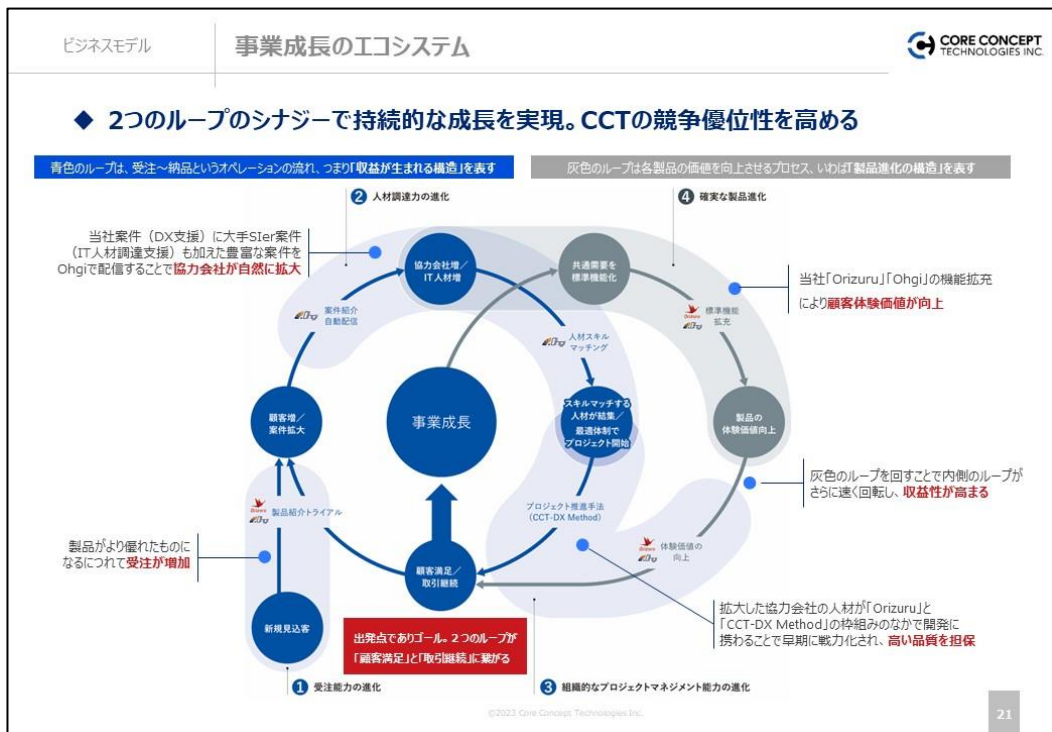 ビジネスモデル
事業成長のエコシステム
CORE CONCEPT
TECHNOLOGIES INC.
◆ 2つのループのシナジーで持続的な成長を実現。CCTの競争優位性を高める
青色のループは、受注～納品というオペレーションの流れ、つまり「収益が生まれる構造」を表す
灰色のループは各製品の価値を向上させるプロセス、いわば「製品進化の構造」を表す
2 人材調達力の進化
4 確実な製品進化
当社案件（DX支援）に大手SIer案件
（IT人材調達支援）も加えた豊富な案件を
Ohgiで配信することで協力会社が自然に拡大
協力会社増／
IT人材増
共通需要を
標準機能化
当社「Orizuru」「Ohgi」の機能拡充
により顧客体験価値が向上
Ohgi
案件紹介
自動配信
Ohgi
人材スキル
マッチング
Orizuru
Ohgi
標準機能
拡充
顧客増／
案件拡大
事業成長
スキルマッチする
人材が結集／
最適体制で
プロジェクト開始
製品の
体験価値向上
灰色のループを回すことで内側のループが
さらに速く回転し、収益性が高まる
Orizuru
Ohgi
製品紹介トライアル
プロジェクト推進手法
（CCT-DX Method）
Orizuru
Ohgi
体験価値の
向上
製品がより優れたものに
なるにつれて受注が増加
顧客満足／
取引継続
新規見込客
出発点でありゴール。2つのループが
「顧客満足」と「取引継続」に繋がる
拡大した協力会社の人材が「Orizuru」と
「CCT-DX Method」の枠組みのなかで開発に
携わることで早期に戦力化され、高い品質を担保
1 受注能力の進化
3 組織的なプロジェクトマネジメント能力の進化
©2023 Core Concept Technologies Inc.
21